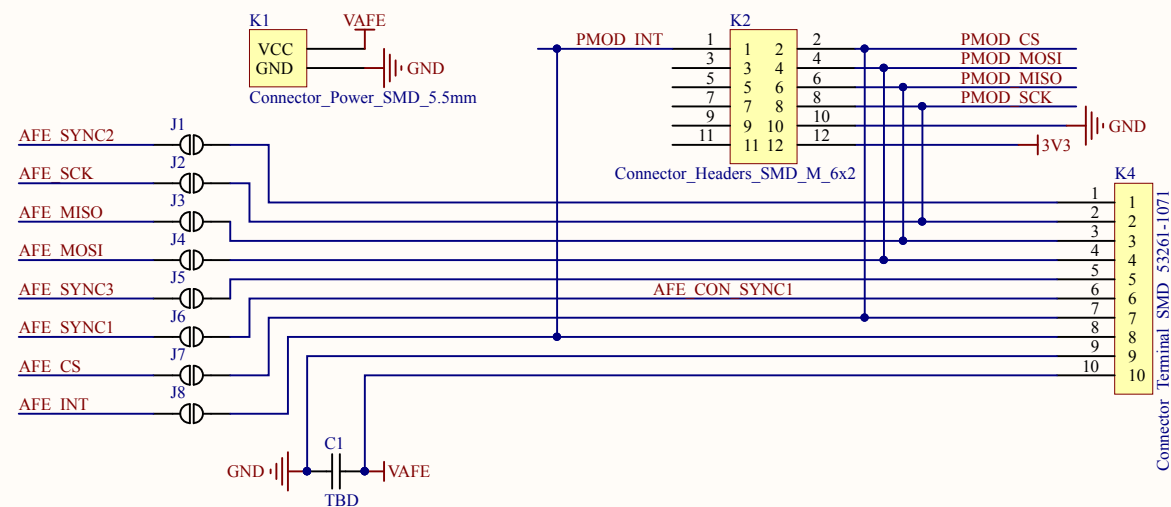 K1
VAFE
VCC
GND
GND
Connector_Power_SMD_5.5mm
K2
PMOD_INT
1 1 2 2 PMOD_CS
3 3 4 4 PMOD_MOSI
5 5 6 6 PMOD_MISO
7 7 8 8 PMOD_SCK
9 9 10 10 GND
11 11 12 12 3V3
Connector_Headers_SMD_M_6x2
AFE_SYNC2 J1
AFE_SCK J2
AFE_MISO J3
AFE_MOSI J4
AFE_SYNC3 J5
AFE_SYNC1 J6
AFE_CS J7
AFE_INT J8
AFE_CON_SYNC1
K4
1 1
2 2
3 3
4 4
5 5
6 6
7 7
8 8
9 9
10 10
Connector_Terminal_SMD_53261-1071
C1
GND
VAFE
TBD